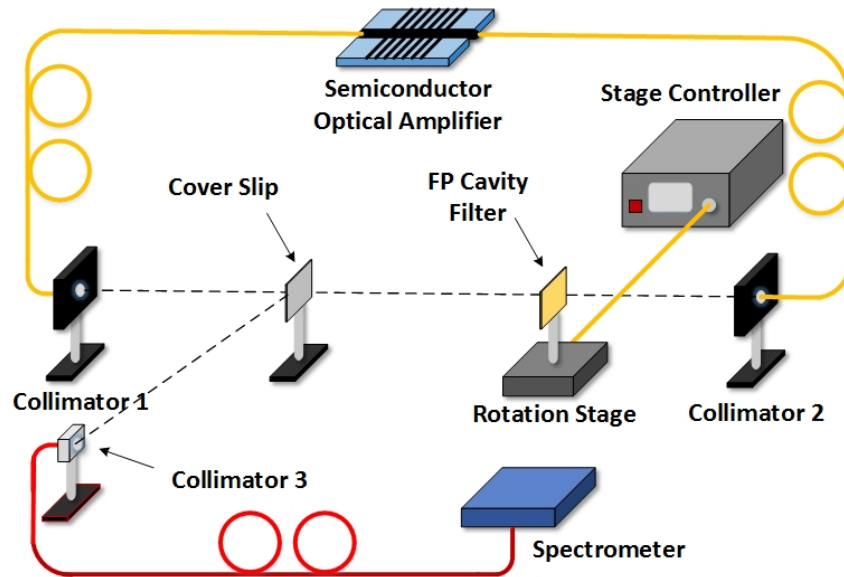 Semiconductor
Optical Amplifier
Stage Controller
Cover Slip
FP Cavity
Filter
Collimator 1
Rotation Stage
Collimator 2
Collimator 3
Spectrometer